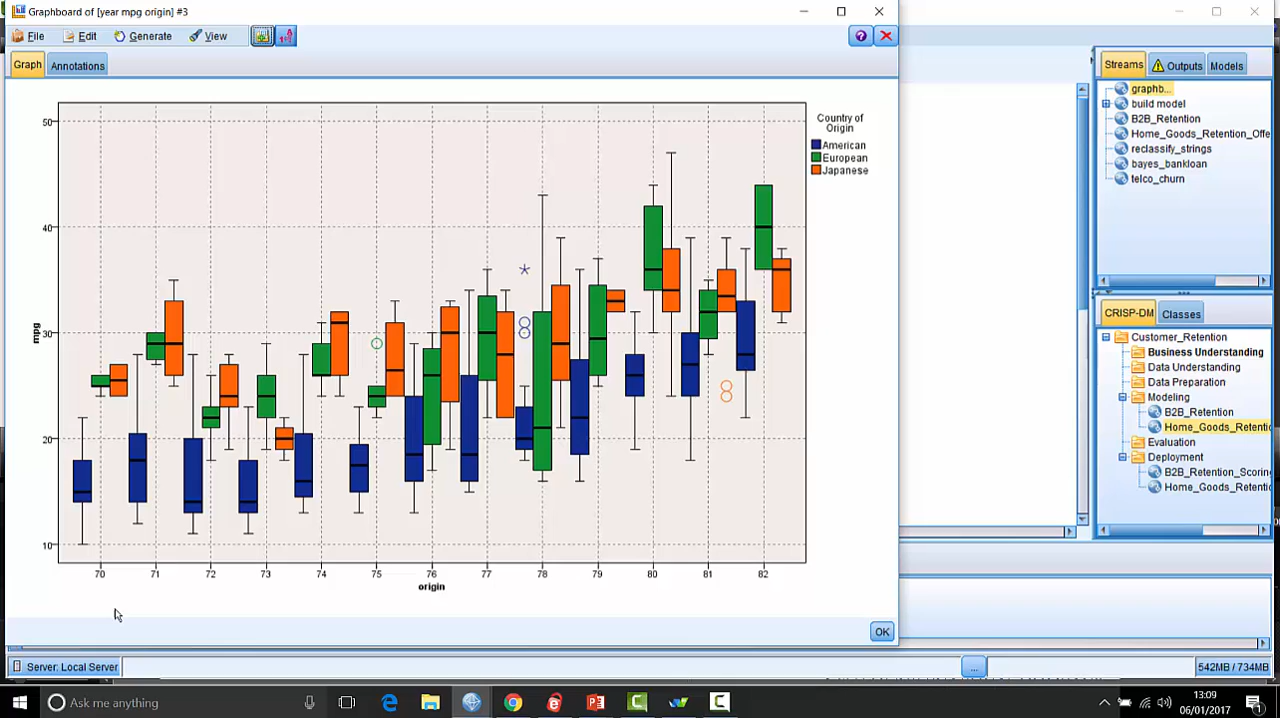 Graphboard of [year mpg origin] #3
File Edit Generate View
Graph Annotations
50
40
30
20
10
mpg
70 71 72 73 74 75 76 77 78 79 80 81 82
origin
Country of
Origin
American
European
Japanese
OK
Streams Outputs Models
graphb...
build model
B2B_Retention
Home_Goods_Retention_Offe
reclassify_strings
bayes_bankloan
telco_churn
CRISP-DM Classes
Customer_Retention
Business Understanding
Data Understanding
Data Preparation
Modeling
B2B_Retention
Home_Goods_Retentic
Evaluation
Deployment
B2B_Retention_Scorin
Home_Goods_Retentic
Server: Local Server
...
542MB / 734MB
Ask me anything
13:09
06/01/2017